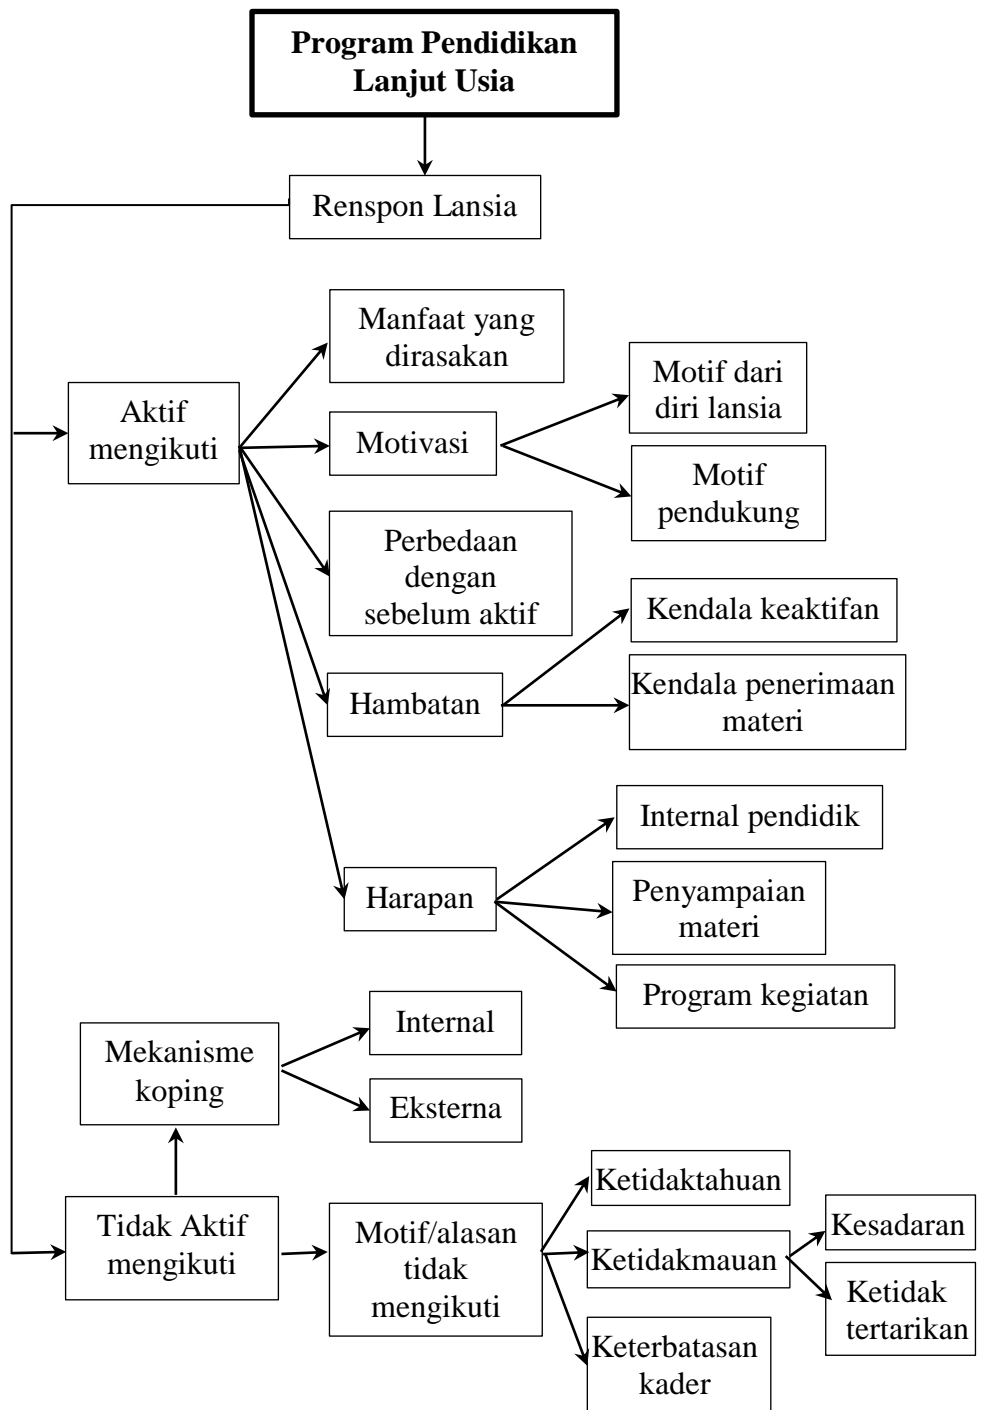 Program Pendidikan
Lanjut Usia
Renspon Lansia
Manfaat yang
dirasakan
Motif dari
diri lansia
Aktif
mengikuti
Motivasi
Motif
pendukung
Perbedaan
dengan
sebelum aktif
Kendala keaktifan
Hambatan
Kendala penerimaan
materi
Internal pendidik
Harapan
Penyampaian
materi
Program kegiatan
Internal
Mekanisme
koping
Eksterna
Ketidaktahuan
Tidak Aktif
mengikuti
Motif/alasan
tidak
mengikuti
Ketidakmauan
Kesadaran
Ketidak
tertarikan
Keterbatasan
kader